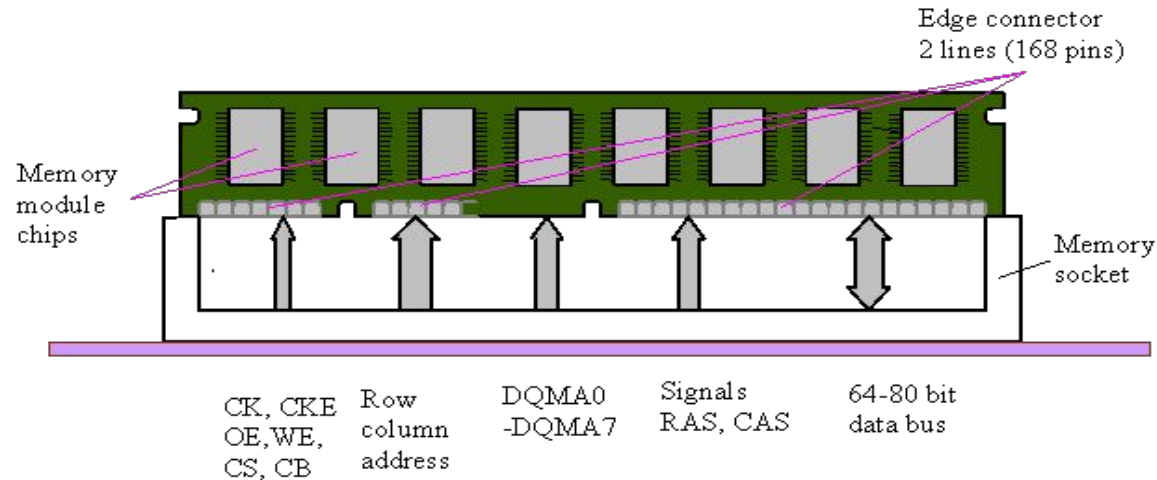 Edge connector
2 lines (168 pins)
Memory
module
chips
Memory
socket
CK, CKE
OE,WE,
CS, CB
Row
column
address
DQMA0
-DQMA7
Signals
RAS, CAS
64-80 bit
data bus